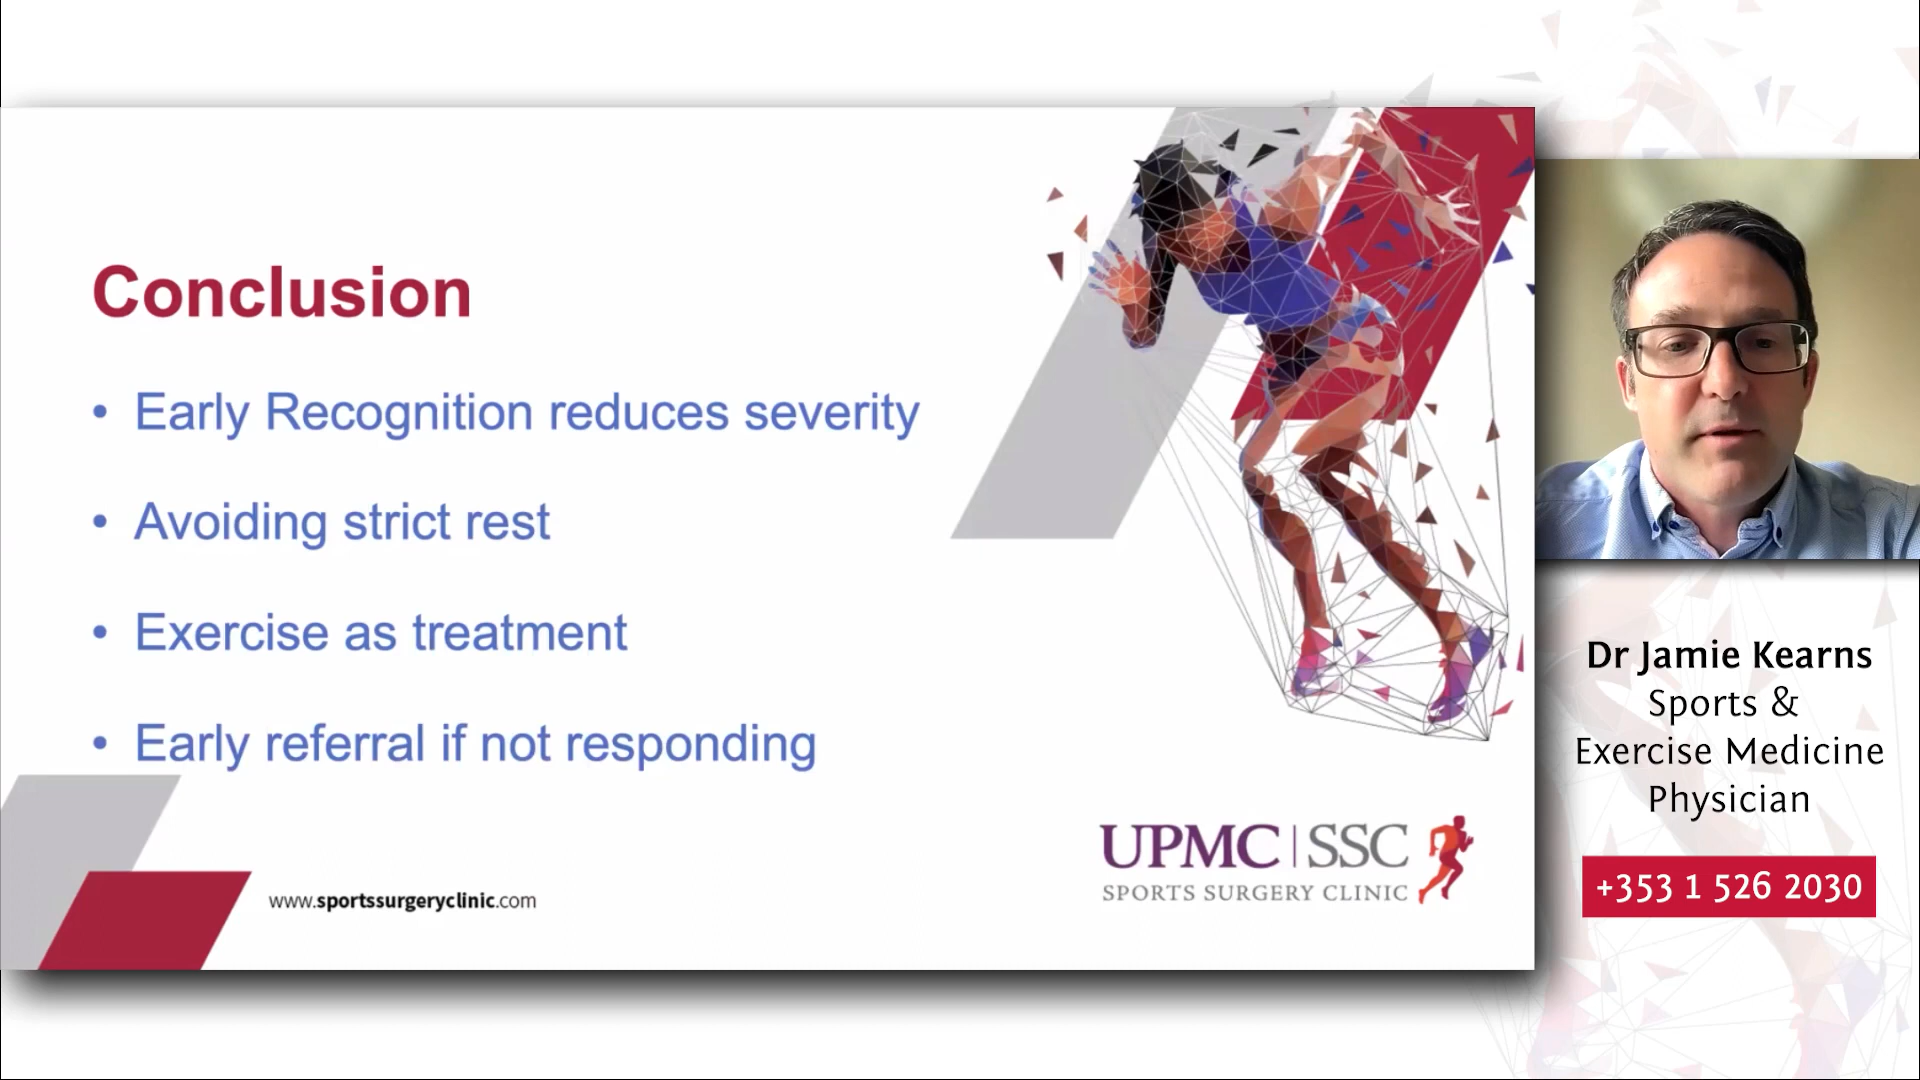 Conclusion
• Early Recognition reduces severity
• Avoiding strict rest
• Exercise as treatment
• Early referral if not responding
www.sportssurgeryclinic.com
UPMC | SSC
SPORTS SURGERY CLINIC
Dr Jamie Kearns
Sports &
Exercise Medicine
Physician
+353 1 526 2030